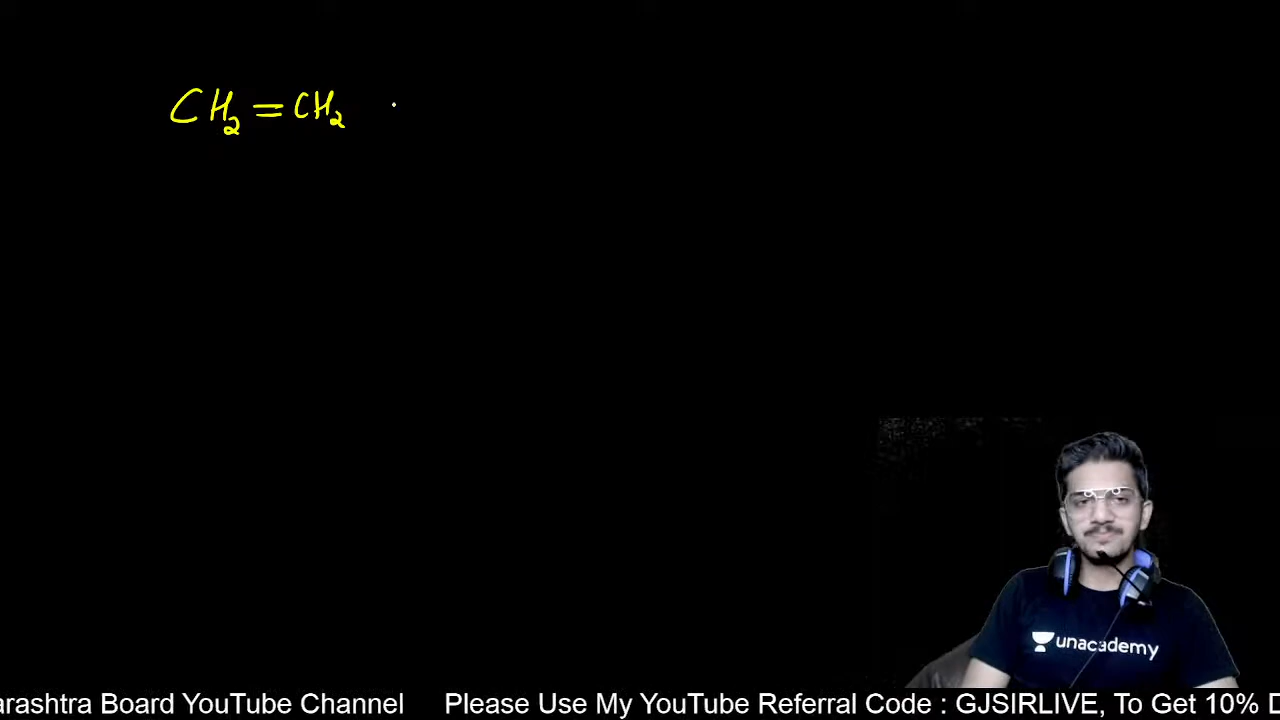 CH₂=CH₂
unacademy
arashtra Board YouTube Channel Please Use My YouTube Referral Code : GJSIRLIVE, To Get 10% D